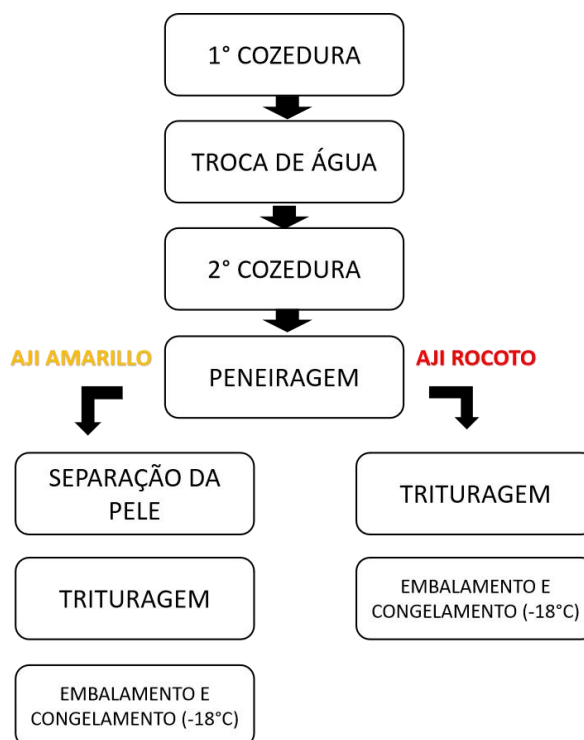 1° COZEDURA
TROCA DE ÁGUA
2° COZEDURA
AJI AMARILLO
PENEIRAGEM
AJI ROCOTO
SEPARAÇÃO DA
PELE
TRITURAGEM
EMBALAMENTO E
CONGELAMENTO (-18°C)
TRITURAGEM
EMBALAMENTO E
CONGELAMENTO (-18°C)